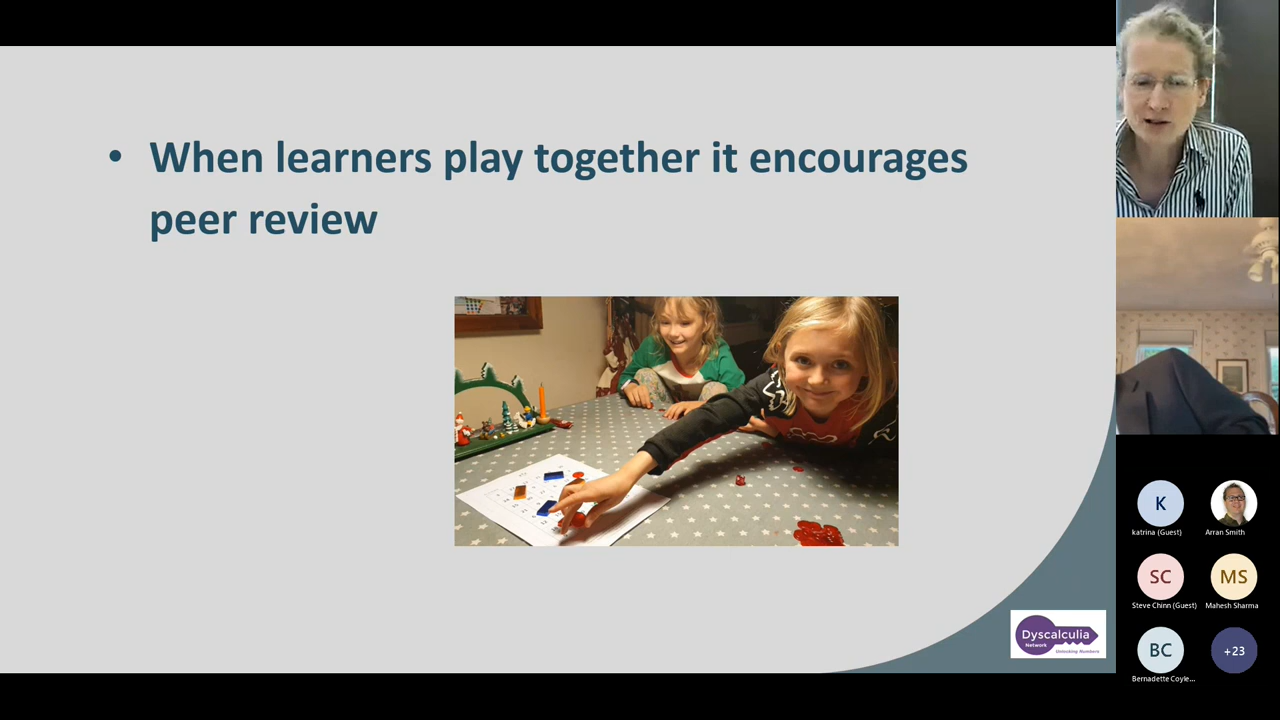 • When learners play together it encourages
peer review
Dyscalculia
Network
Unlocking Numbers
K
katrina (Guest)
Arran Smith
SC
Steve Chinn (Guest)
MS
Mahesh Sharma
BC
Bernadette Coyle...
+23